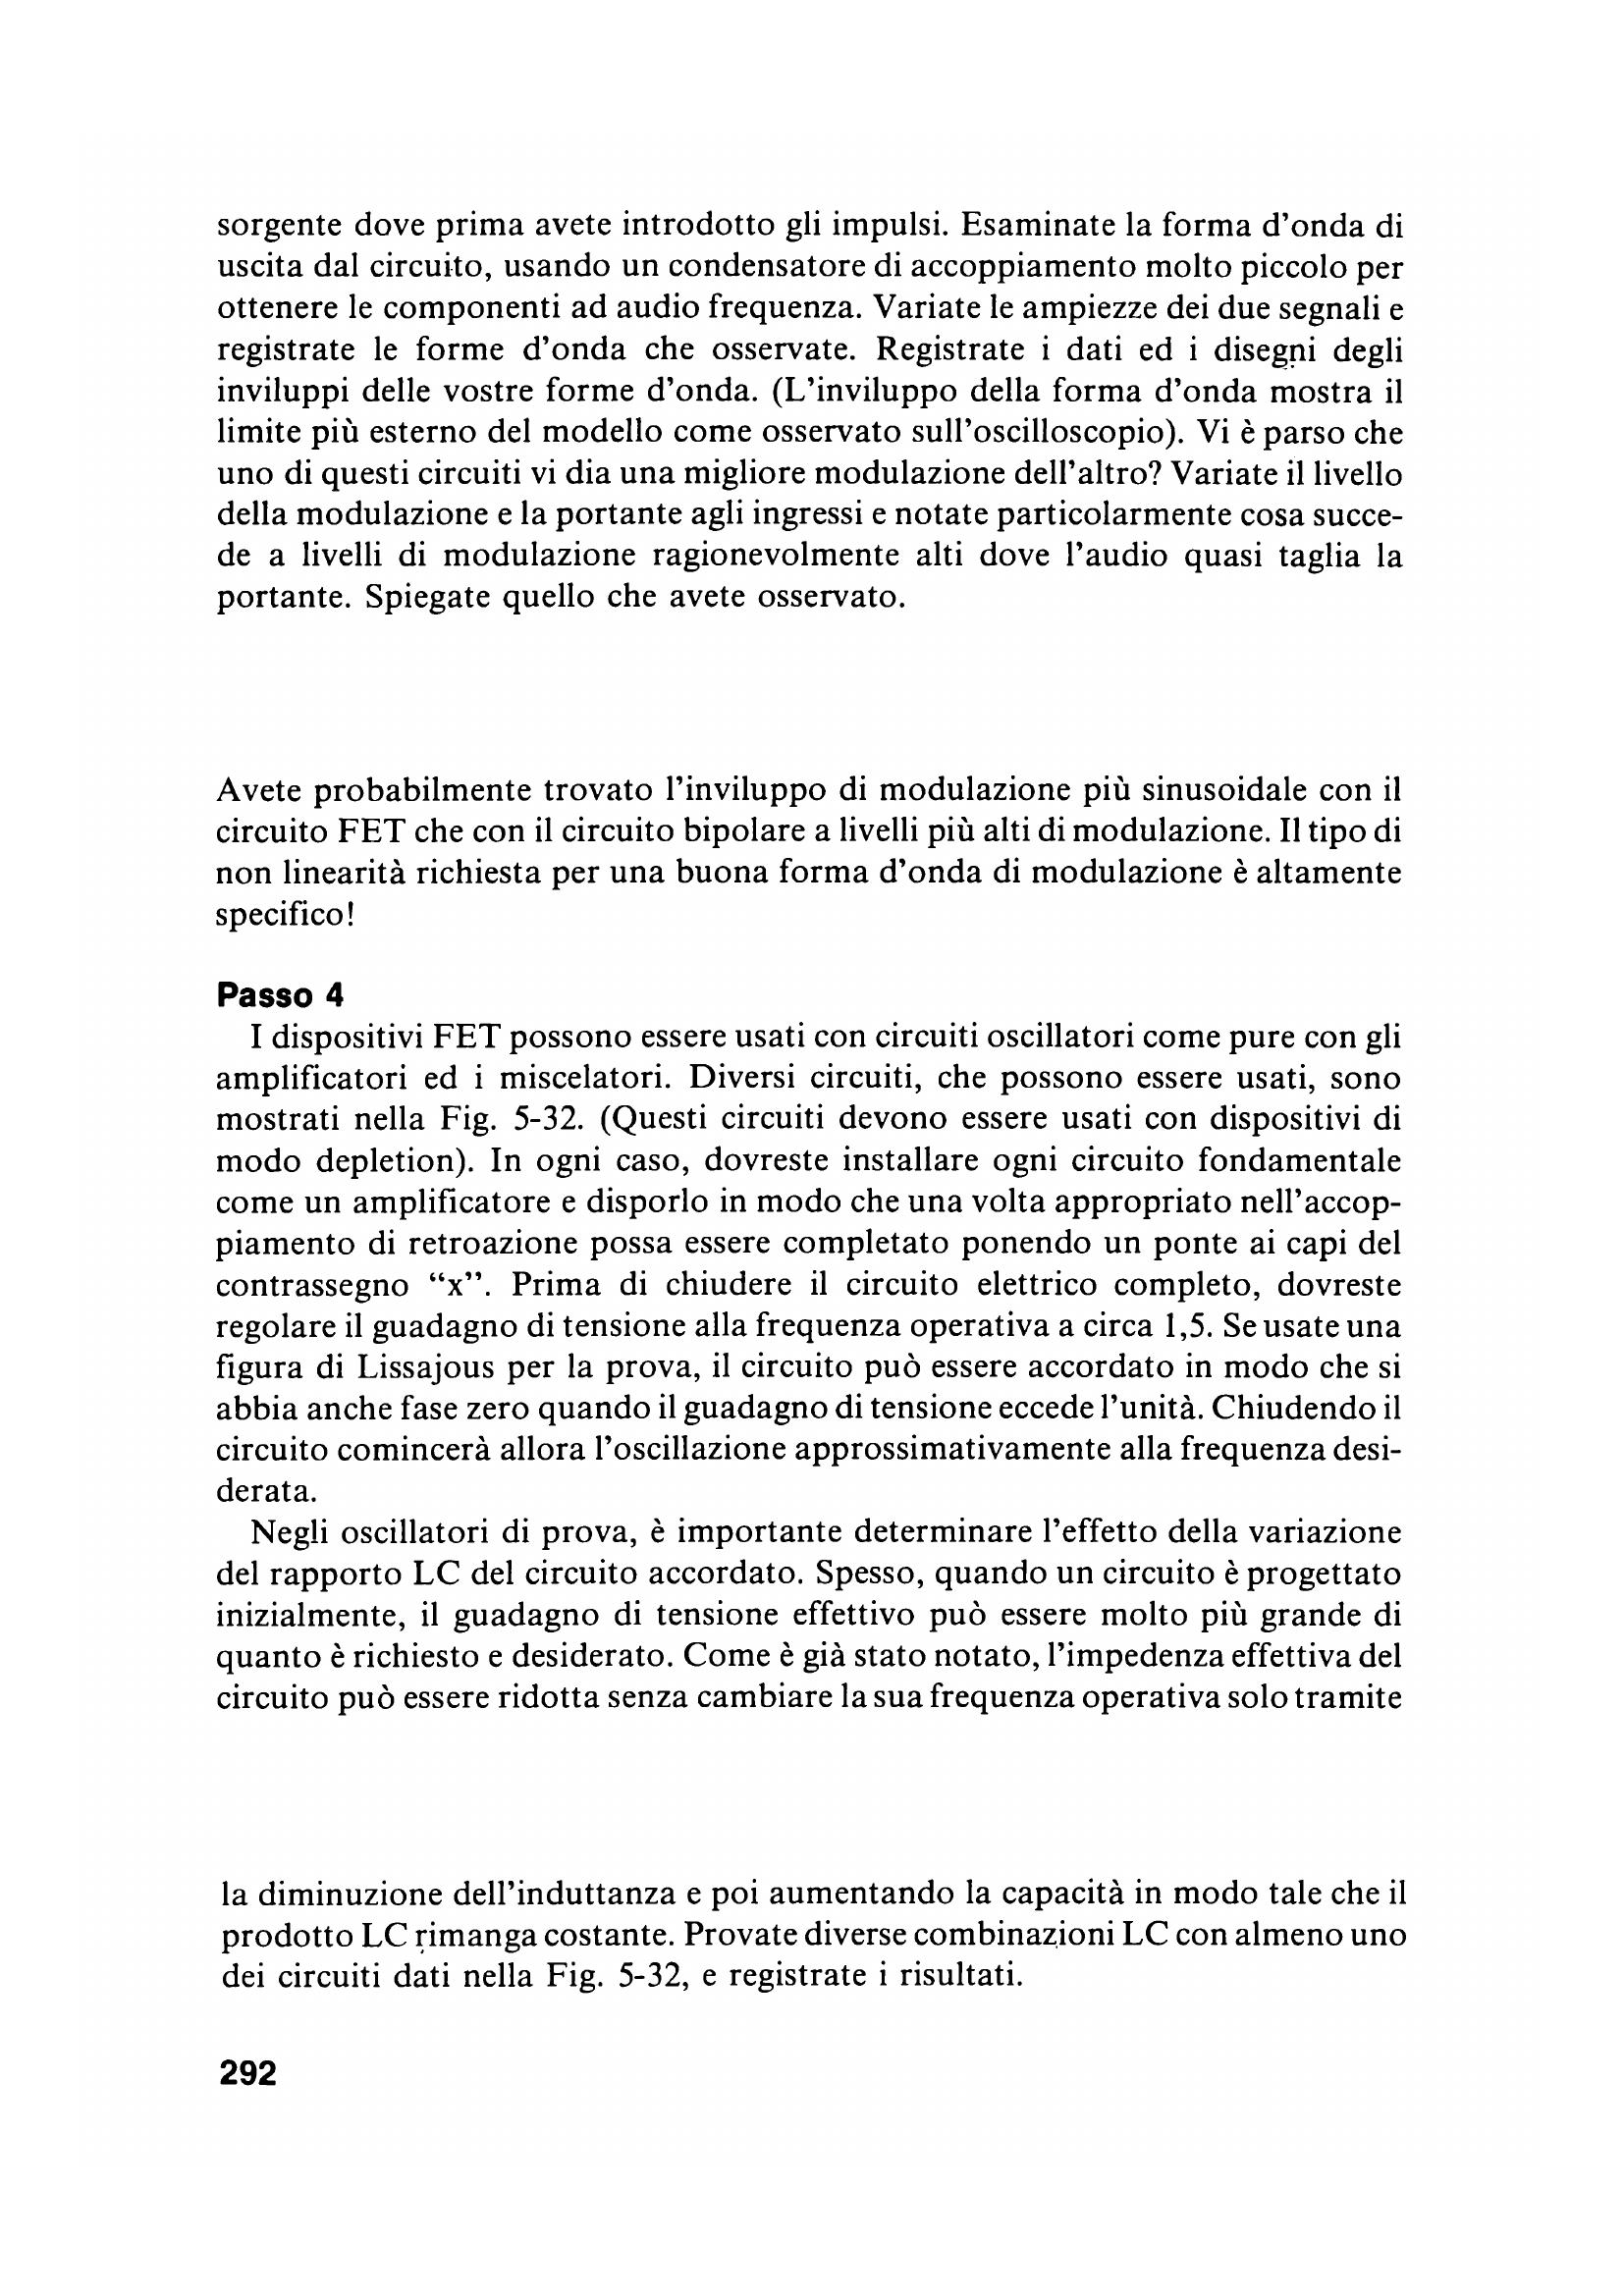 sorgente dove prima avete introdotto gli impulsi. Esaminate la forma d'onda di
uscita dal circuito, usando un condensatore di accoppiamento molto piccolo per
ottenere le componenti ad audio frequenza. Variate le ampiezze dei due segnali e
registrate le forme d'onda che osservate. Registrate i dati ed i disegni degli
inviluppi delle vostre forme d'onda. (L'inviluppo della forma d'onda mostra il
limite più esterno del modello come osservato sull'oscilloscopio). Vi è parso che
uno di questi circuiti vi dia una migliore modulazione dell'altro? Variate il livello
della modulazione e la portante agli ingressi e notate particolarmente cosa succe-
de a livelli di modulazione ragionevolmente alti dove l'audio quasi taglia la
portante. Spiegate quello che avete osservato.
Avete probabilmente trovato l'inviluppo di modulazione più sinusoidale con il
circuito FET che con il circuito bipolare a livelli più alti di modulazione. Il tipo di
non linearità richiesta per una buona forma d'onda di modulazione è altamente
specifico!
Passo 4
I dispositivi FET possono essere usati con circuiti oscillatori come pure con gli
amplificatori ed i miscelatori. Diversi circuiti, che possono essere usati, sono
mostrati nella Fig. 5-32. (Questi circuiti devono essere usati con dispositivi di
modo depletion). In ogni caso, dovreste installare ogni circuito fondamentale
come un amplificatore e disporlo in modo che una volta appropriato nell'accop-
piamento di retroazione possa essere completato ponendo un ponte ai capi del
contrassegno “x”. Prima di chiudere il circuito elettrico completo, dovreste
regolare il guadagno di tensione alla frequenza operativa a circa 1,5. Se usate una
figura di Lissajous per la prova, il circuito può essere accordato in modo che si
abbia anche fase zero quando il guadagno di tensione eccede l'unità. Chiudendo il
circuito comincerà allora l'oscillazione approssimativamente alla frequenza desi-
derata.
Negli oscillatori di prova, è importante determinare l'effetto della variazione
del rapporto LC del circuito accordato. Spesso, quando un circuito è progettato
inizialmente, il guadagno di tensione effettivo può essere molto più grande di
quanto è richiesto e desiderato. Come è già stato notato, l'impedenza effettiva del
circuito può essere ridotta senza cambiare la sua frequenza operativa solo tramite
la diminuzione dell'induttanza e poi aumentando la capacità in modo tale che il
prodotto LC rimanga costante. Provate diverse combinazioni LC con almeno uno
dei circuiti dati nella Fig. 5-32, e registrate i risultati.
292